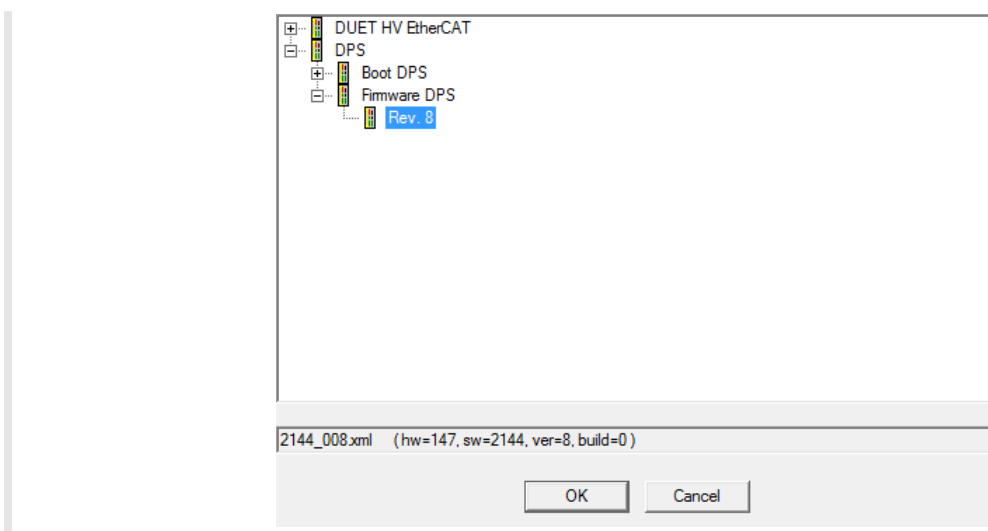 DUET HV EtherCAT
DPS
Boot DPS
Firmware DPS
Rev. 8
2144_008.xml (hw=147, sw=2144, ver=8, build=0)
OK Cancel